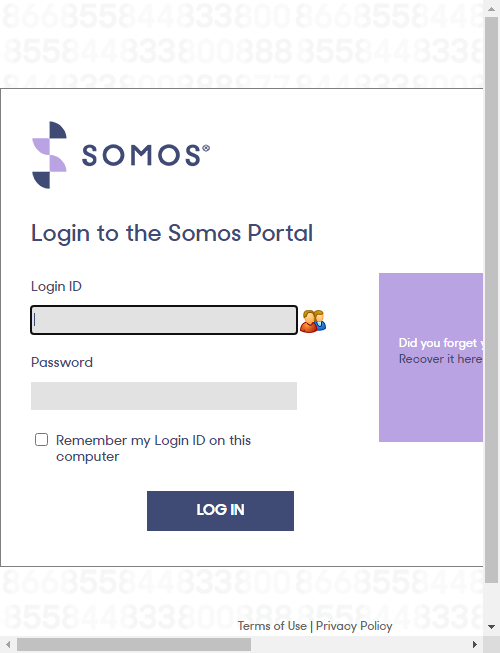 SOMOS®
Login to the Somos Portal
Login ID
Did you forget
Recover it here
Password
Remember my Login ID on this
computer
LOG IN
Terms of Use | Privacy Policy